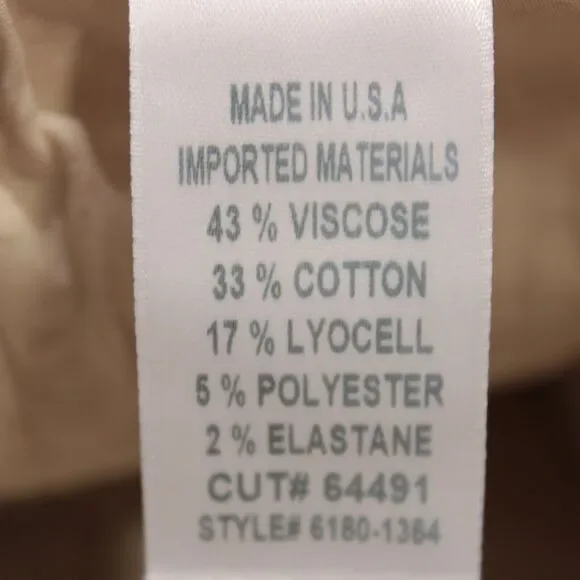 MADE IN U.S.A
IMPORTED MATERIALS
43 % VISCOSE
33 % COTTON
17 % LYOCELL
5 % POLYESTER
2 % ELASTANE
CUT# 64491
STYLE# 6180-1364